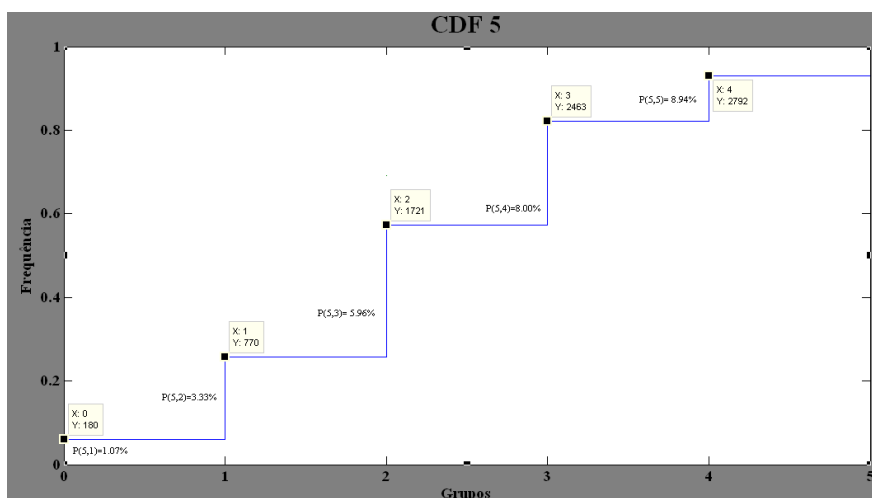 CDF 5
1
X: 4
Y: 2792
P(5,5)= 8.94%
X: 3
Y: 2463
0.8
X: 2
Y: 1721
P(5,4)=8.00%
0.6
Frequência
0.4
P(5,3)= 5.96%
X: 1
Y: 770
0.2
P(5,2)=3.33%
X: 0
Y: 180
P(5,1)=1.07%
0
0 1 2 3 4 5
Grupos